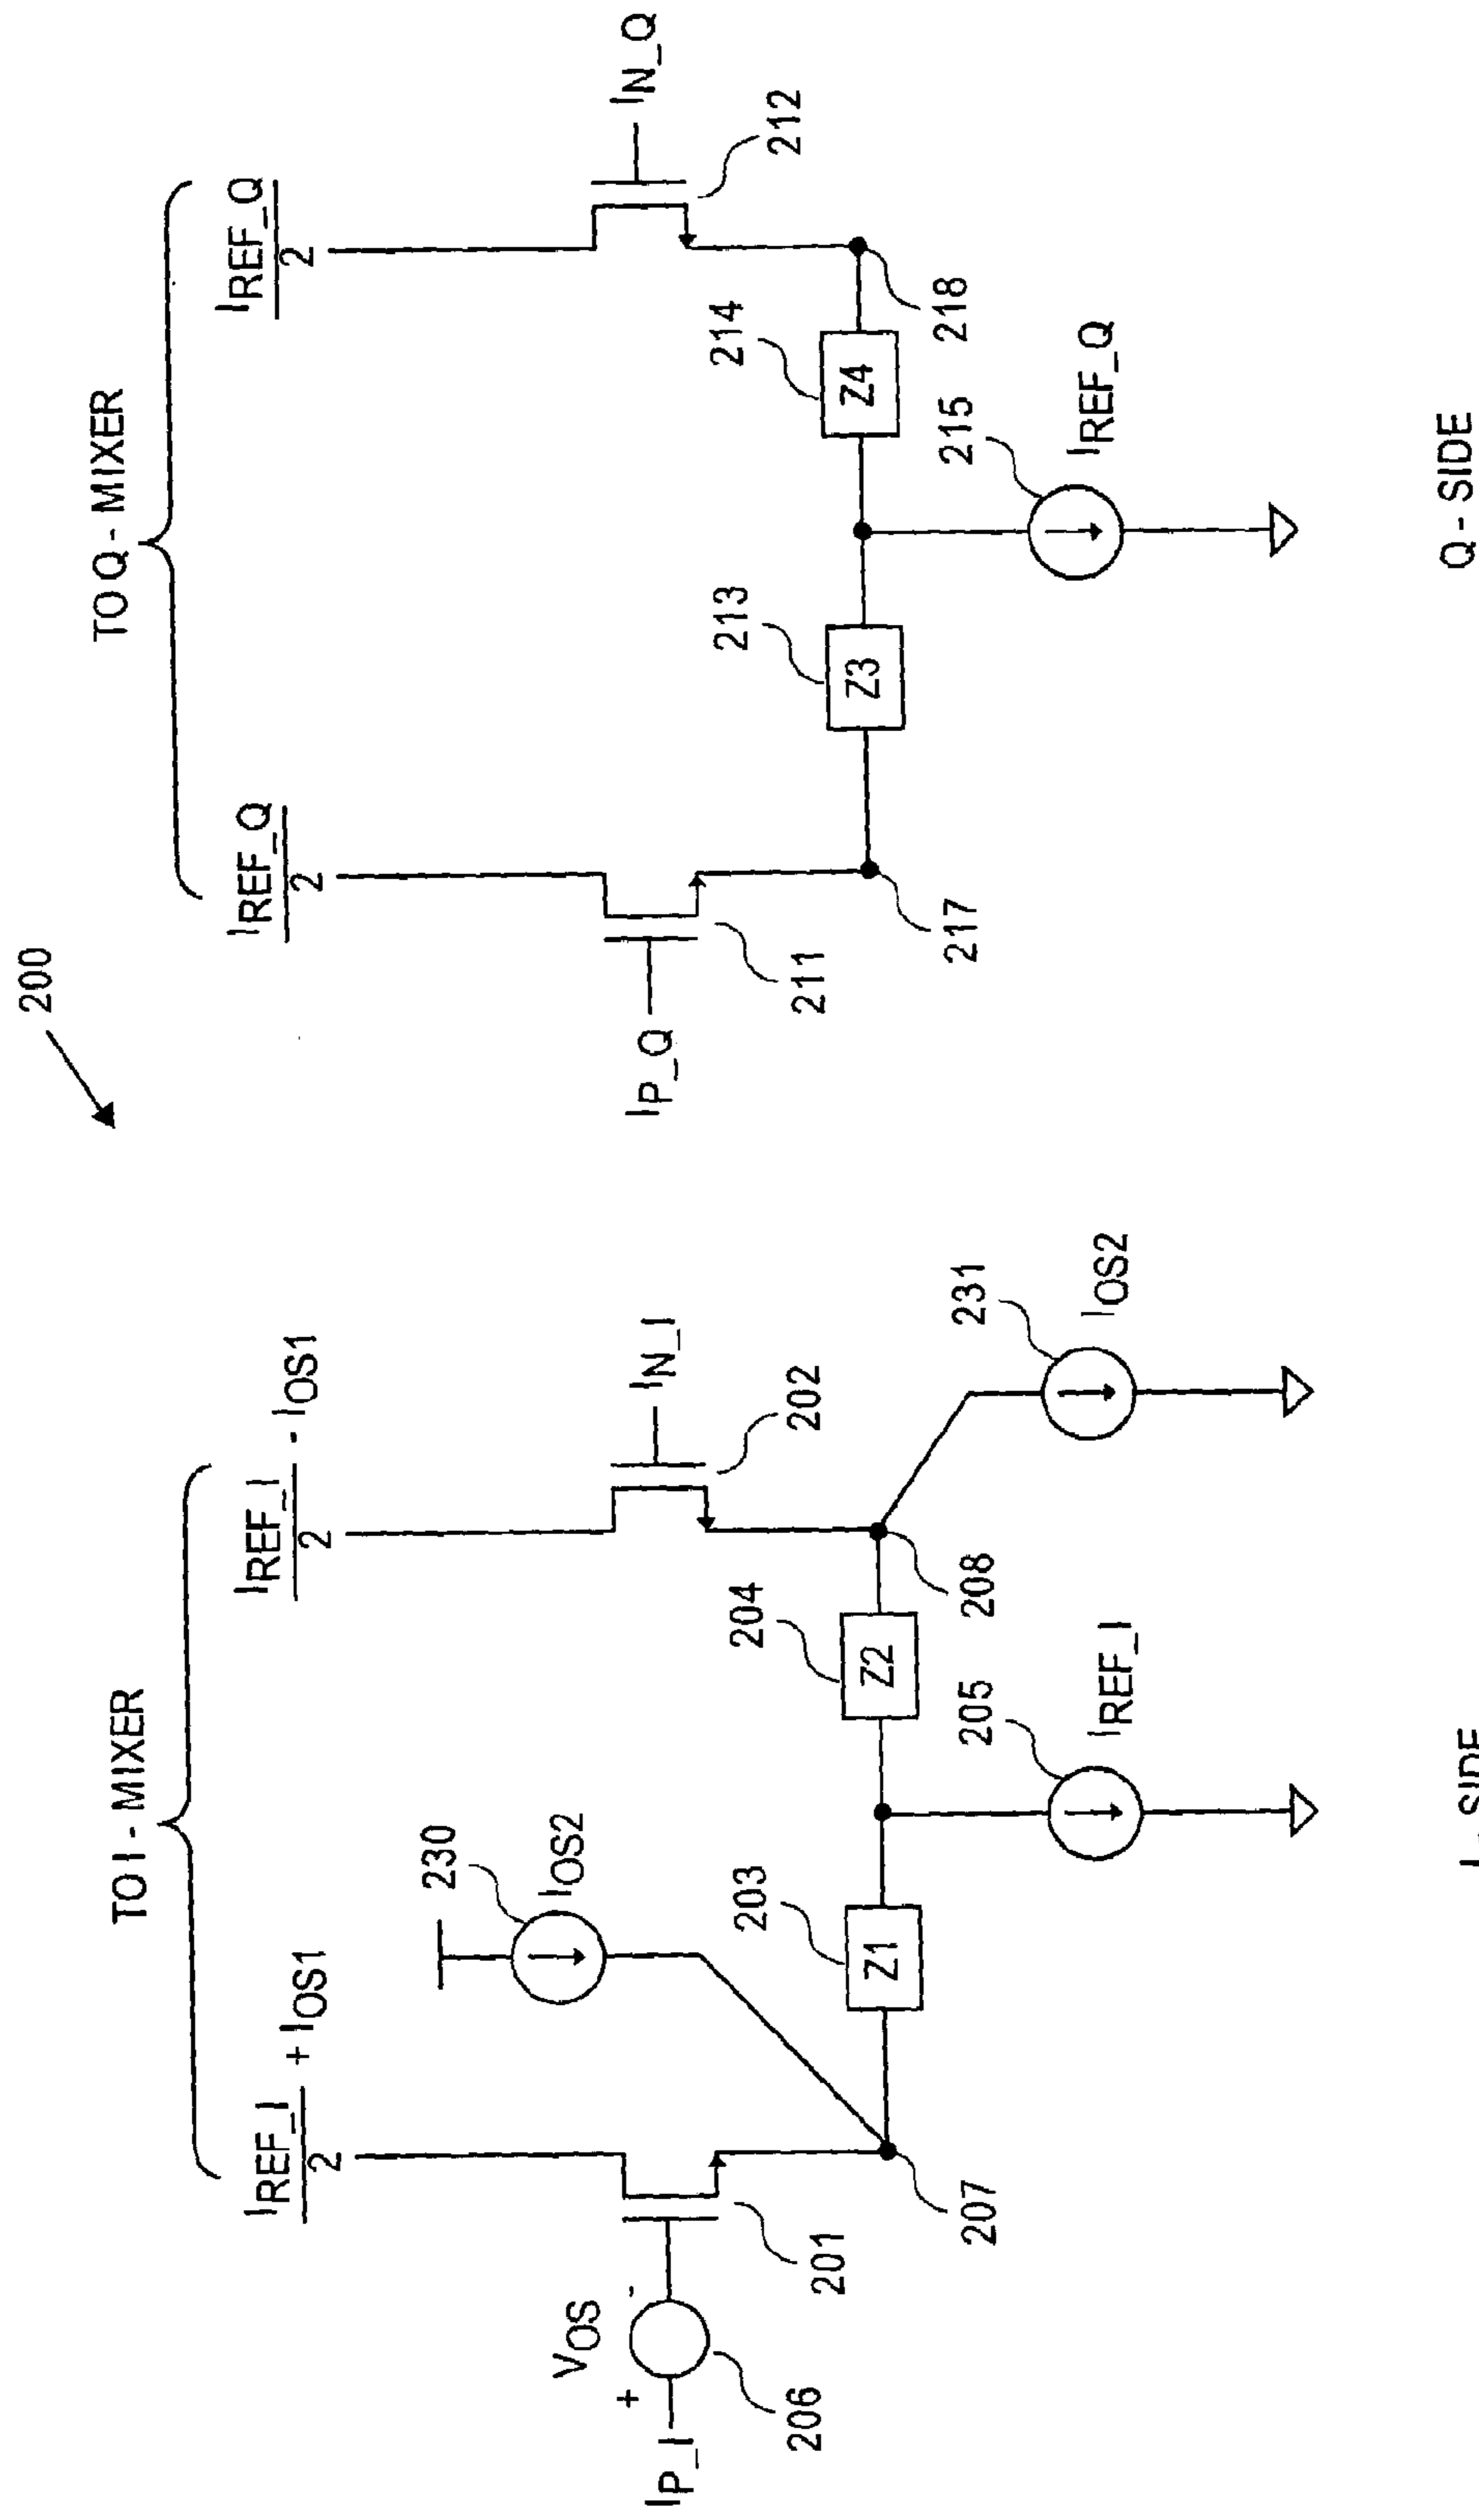 200
TO I - MIXER
TO Q - MIXER
IREF_I
2
+ IOS1
IREF_I
2
- IOS1
IREF_Q
2
IREF_Q
2
230
IOS2
VOS
+
-
IP_I
206
201
IN_I
202
IP_Q
211
IN_Q
212
203
Z1
204
Z2
213
Z3
214
Z4
207
208
217
218
205
IREF_I
231
IOS2
215
IREF_Q
I - SIDE
Q - SIDE